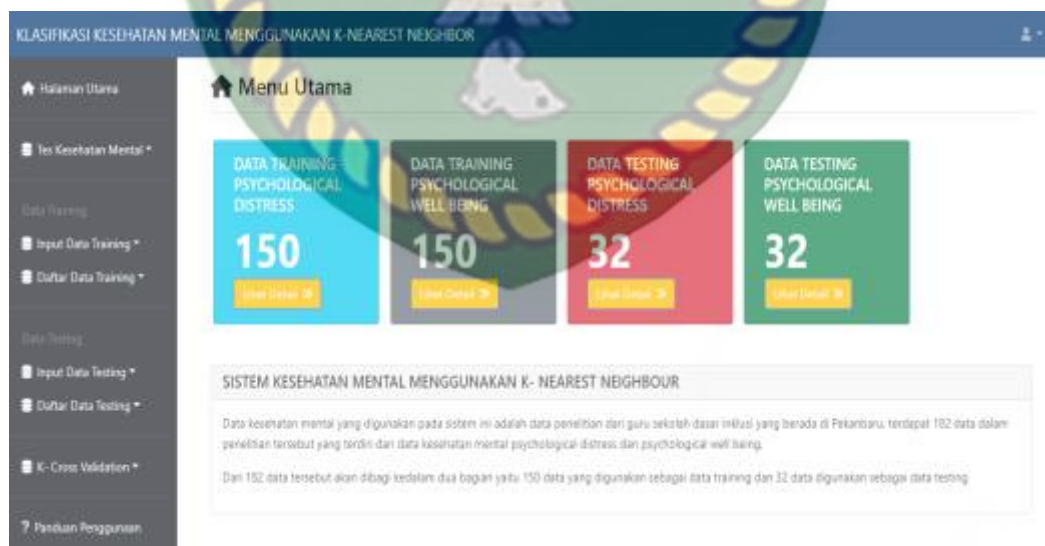 KLASIFIKASI KESEHATAN MENTAL MENGGUNAKAN K-NEAREST NEIGHBOR
Halaman Utama
Tes Kesehatan Mental
Data Training
Input Data Training
Daftar Data Training
Data Testing
Input Data Testing
Daftar Data Testing
K- Cross Validation
? Panduan Penggunaan
Menu Utama
DATA TRAINING
PSYCHOLOGICAL
DISTRESS
150
Lihat Detail
DATA TRAINING
PSYCHOLOGICAL
WELL BEING
150
Lihat Detail
DATA TESTING
PSYCHOLOGICAL
DISTRESS
32
Lihat Detail
DATA TESTING
PSYCHOLOGICAL
WELL BEING
32
Lihat Detail
SISTEM KESEHATAN MENTAL MENGGUNAKAN K- NEAREST NEIGHBOUR
Data kesehatan mental yang digunakan pada sistem ini adalah data penelitian dari guru sekolah dasar inklusi yang berada di Pekanbaru, terdapat 182 data dalam
penelitian tersebut yang terdiri dari data kesehatan mental psychological distress dan psychological well being.
Dari 182 data tersebut akan dibagi kedalam dua bagian yaitu 150 data yang digunakan sebagai data training dan 32 data digunakan sebagai data testing